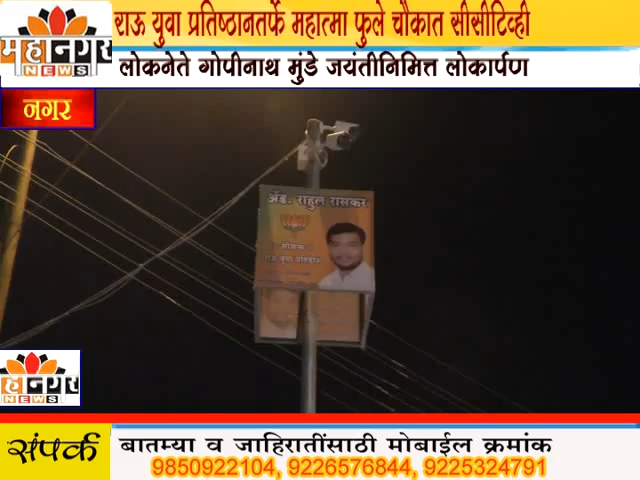 राऊ युवा प्रतिष्ठानतर्फे महात्मा फुले चौकात सीसीटिव्ही
लोकनेते गोपीनाथ मुंडे जयंतीनिमित्त लोकार्पण
महानगर
NEWS
नगर
ॲड. राहुल रासकर
राऊ युवा प्रतिष्ठान
हानगर
NEWS
संपर्क
बातम्या व जाहिरातींसाठी मोबाईल क्रमांक
9850922104, 9226576844, 9225324791